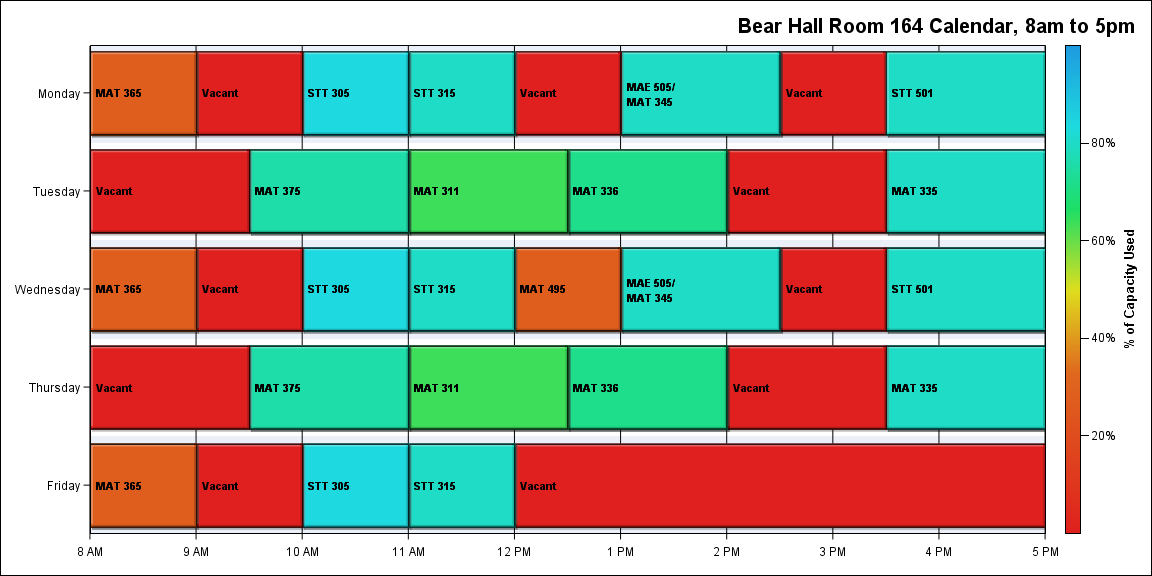 Bear Hall Room 164 Calendar, 8am to 5pm
Monday
MAT 365
Vacant
STT 305
STT 315
Vacant
MAE 505/
MAT 345
Vacant
STT 501
Tuesday
Vacant
MAT 375
MAT 311
MAT 336
Vacant
MAT 335
Wednesday
MAT 365
Vacant
STT 305
STT 315
MAT 495
MAE 505/
MAT 345
Vacant
STT 501
Thursday
Vacant
MAT 375
MAT 311
MAT 336
Vacant
MAT 335
Friday
MAT 365
Vacant
STT 305
STT 315
Vacant
8 AM
9 AM
10 AM
11 AM
12 PM
1 PM
2 PM
3 PM
4 PM
5 PM
80%
60%
40%
20%
% of Capacity Used